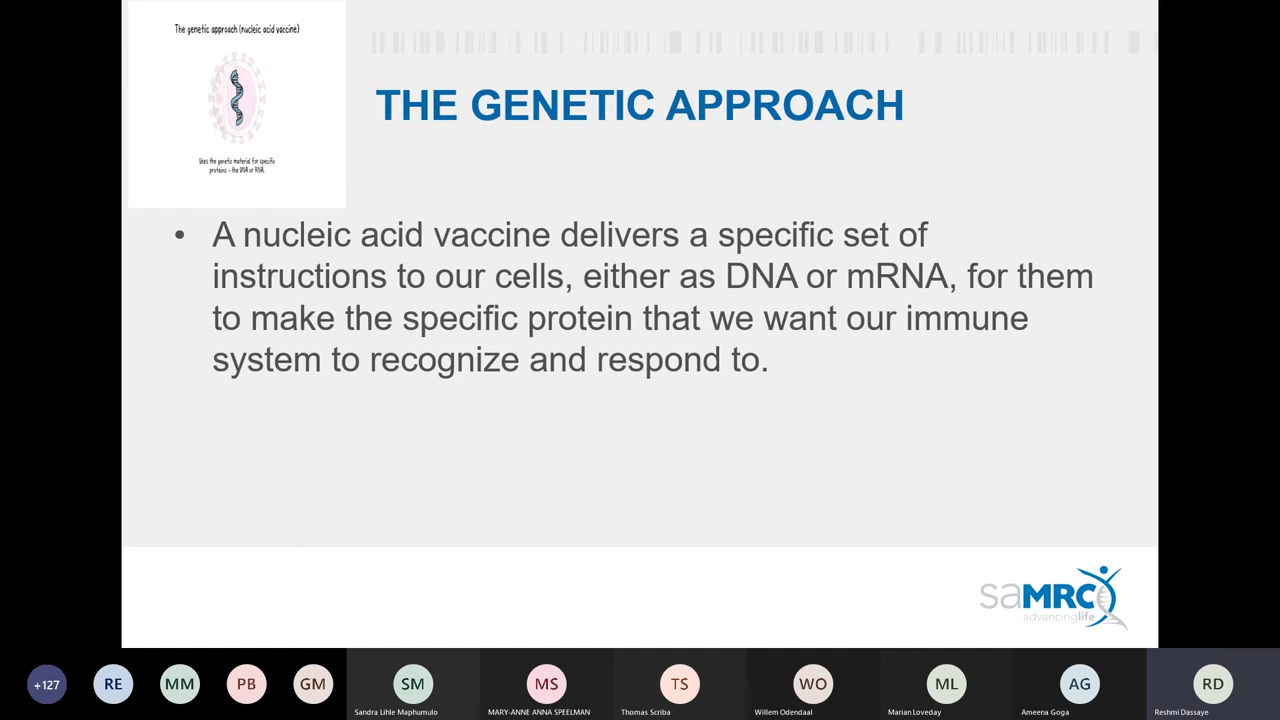 The genetic approach (nucleic acid vaccine)
Uses the genetic material for specific
proteins - the DNA or RNA.
THE GENETIC APPROACH
• A nucleic acid vaccine delivers a specific set of
instructions to our cells, either as DNA or mRNA, for them
to make the specific protein that we want our immune
system to recognize and respond to.
saMRC
advancinglife
+127
RE
MM
PB
GM
SM
MS
TS
WO
ML
AG
RD
Sandra Lihle Maphumulo
MARY-ANNE ANNA SPEELMAN
Thomas Scriba
Willem Odendaal
Marian Loveday
Ameena Goga
Reshmi Dassaye